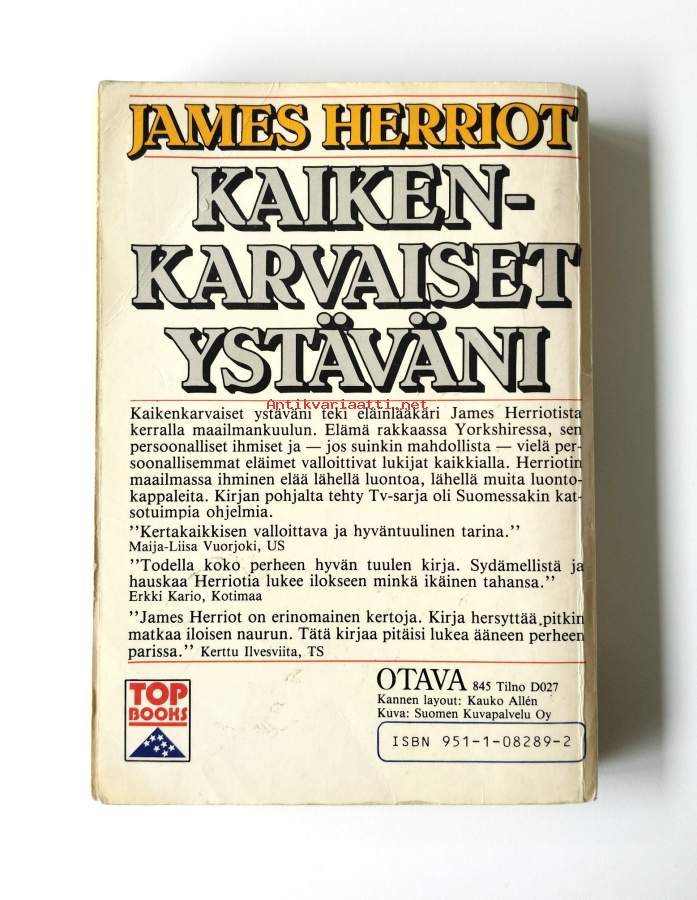 JAMES HERRIOT
KAIKEN-
KARVAISET
YSTÄVÄNI
Antikvariaatti.net
Kaikenkarvaiset ystäväni teki eläinlääkäri James Herriotista
kerralla maailmankuulun. Elämä rakkaassa Yorkshiressa, sen
persoonalliset ihmiset ja — jos suinkin mahdollista — vielä per-
soonallisemmat eläimet valloittivat lukijat kaikkialla. Herriotin
maailmassa ihminen elää lähellä luontoa, lähellä muita luonto-
kappaleita. Kirjan pohjalta tehty Tv-sarja oli Suomessakin kat-
sotuimpia ohjelmia.
''Kertakaikkisen valloittava ja hyväntuulinen tarina.''
Maija-Liisa Vuorjoki, US
''Todella koko perheen hyvän tuulen kirja. Sydämellistä ja
hauskaa Herriotia lukee ilokseen minkä ikäinen tahansa.''
Erkki Kario, Kotimaa
''James Herriot on erinomainen kertoja. Kirja hersyttää pitkin
matkaa iloisen naurun. Tätä kirjaa pitäisi lukea ääneen perheen
parissa.'' Kerttu Ilvesviita, TS
TOP
BOOKS
OTAVA 845 Tilno D027
Kannen layout: Kauko Allén
Kuva: Suomen Kuvapalvelu Oy
ISBN 951-1-08289-2